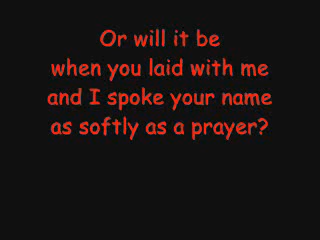 Or will it be
when you laid with me
and I spoke your name
as softly as a prayer?